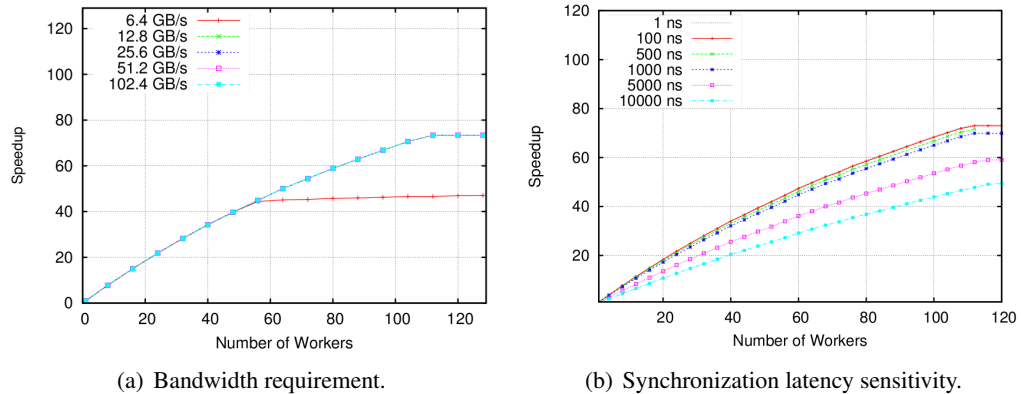 6.4 GB/s
12.8 GB/s
25.6 GB/s
51.2 GB/s
102.4 GB/s
120
100
80
60
40
20
0
Speedup
0 20 40 60 80 100 120
Number of Workers
(a) Bandwidth requirement.
1 ns
100 ns
500 ns
1000 ns
5000 ns
10000 ns
120
100
80
60
40
20
Speedup
20 40 60 80 100 120
Number of Workers
(b) Synchronization latency sensitivity.